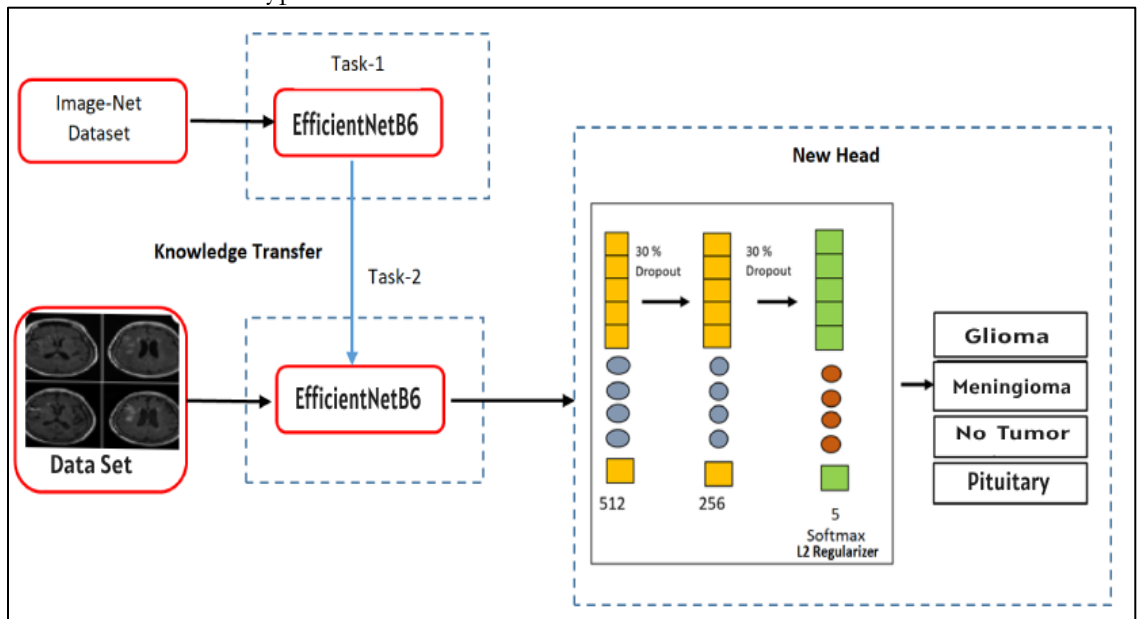 Task-1
Image-Net
Dataset
EfficientNetB6
Knowledge Transfer
Task-2
Data Set
EfficientNetB6
New Head
30 %
Dropout
30 %
Dropout
512
256
5
Softmax
L2 Regularizer
Glioma
Meningioma
No Tumor
Pituitary